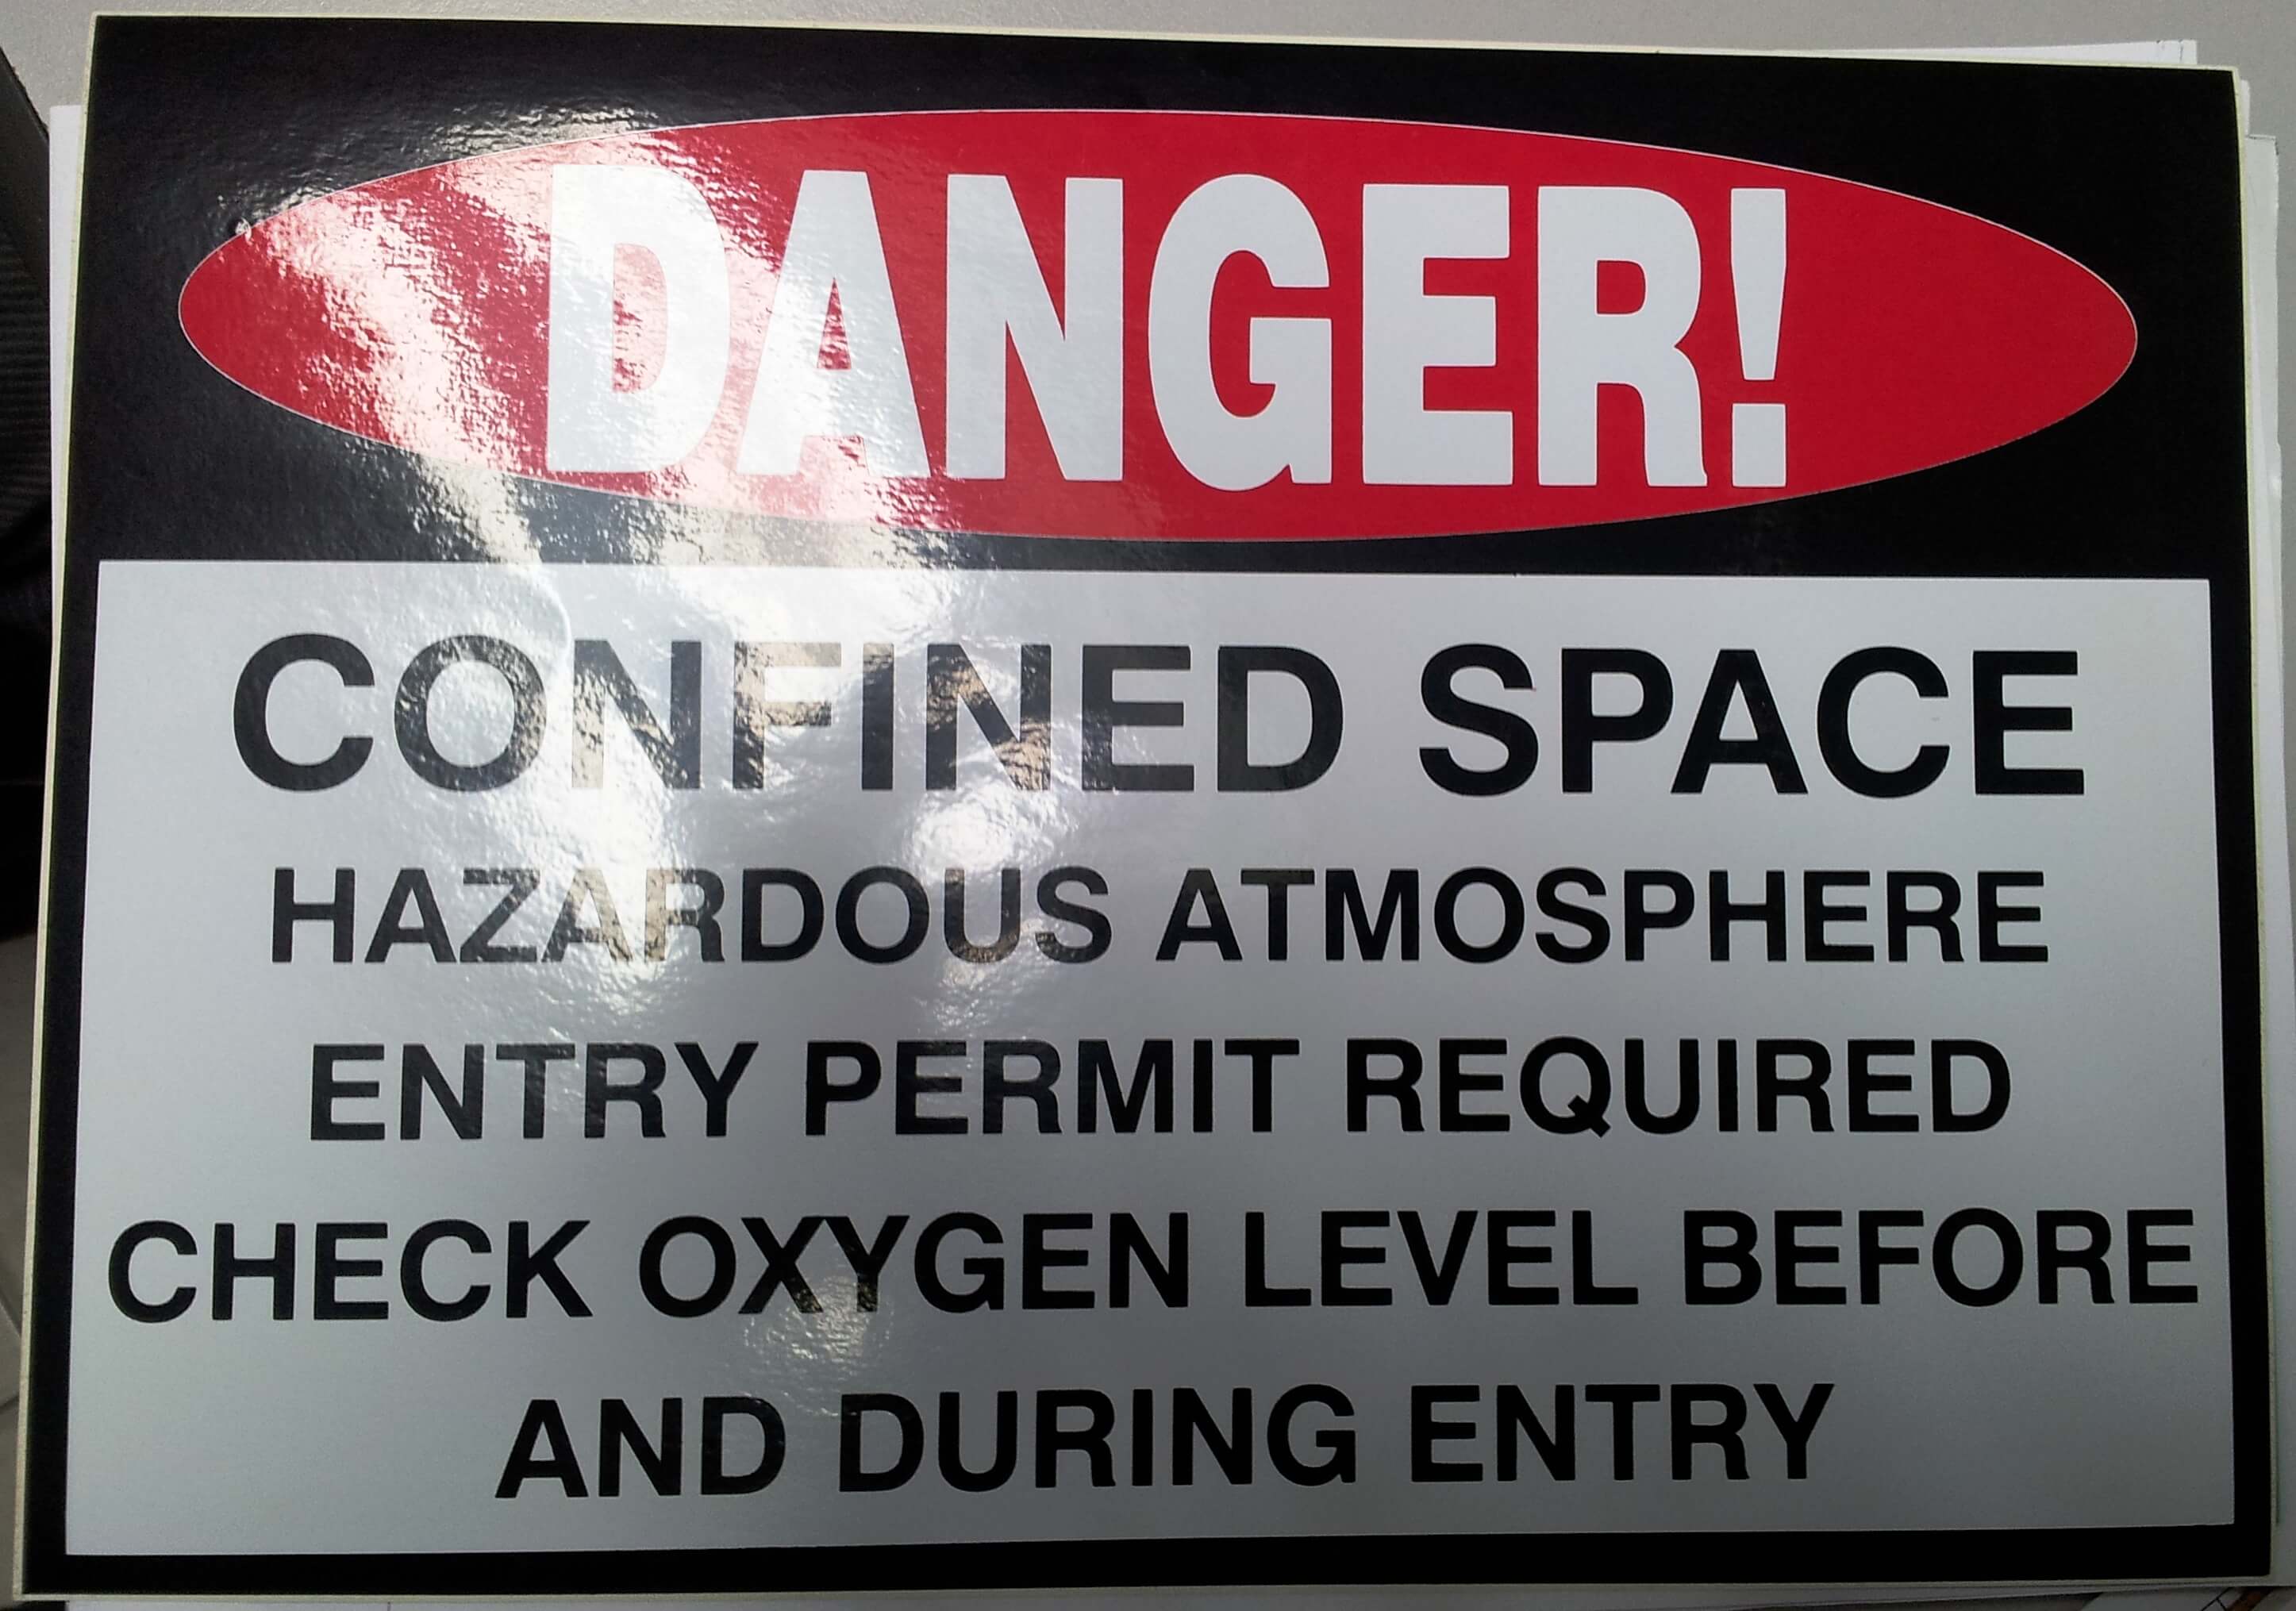 DANGER!
CONFINED SPACE
HAZARDOUS ATMOSPHERE
ENTRY PERMIT REQUIRED
CHECK OXYGEN LEVEL BEFORE
AND DURING ENTRY